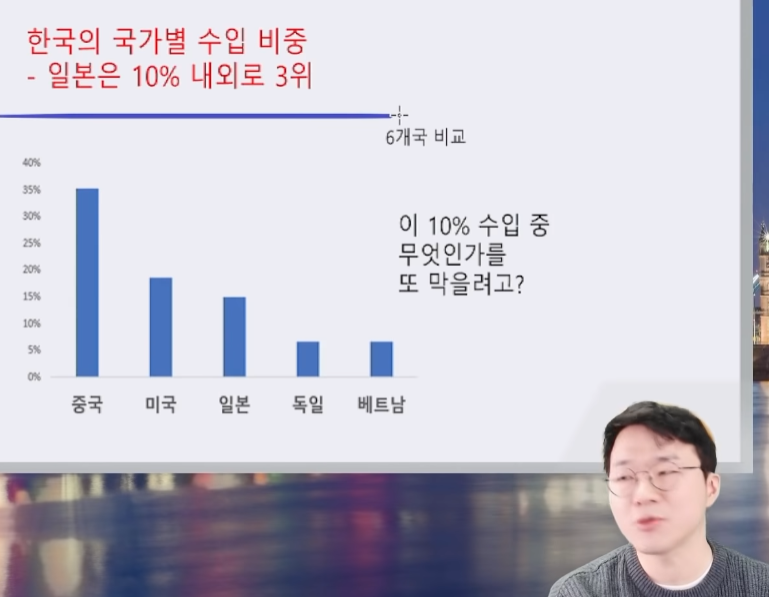 한국의 국가별 수입 비중
- 일본은 10% 내외로 3위
6개국 비교
40%
35%
30%
25%
20%
15%
10%
5%
0%
중국 미국 일본 독일 베트남
이 10% 수입 중
무엇인가를
또 막을려고?